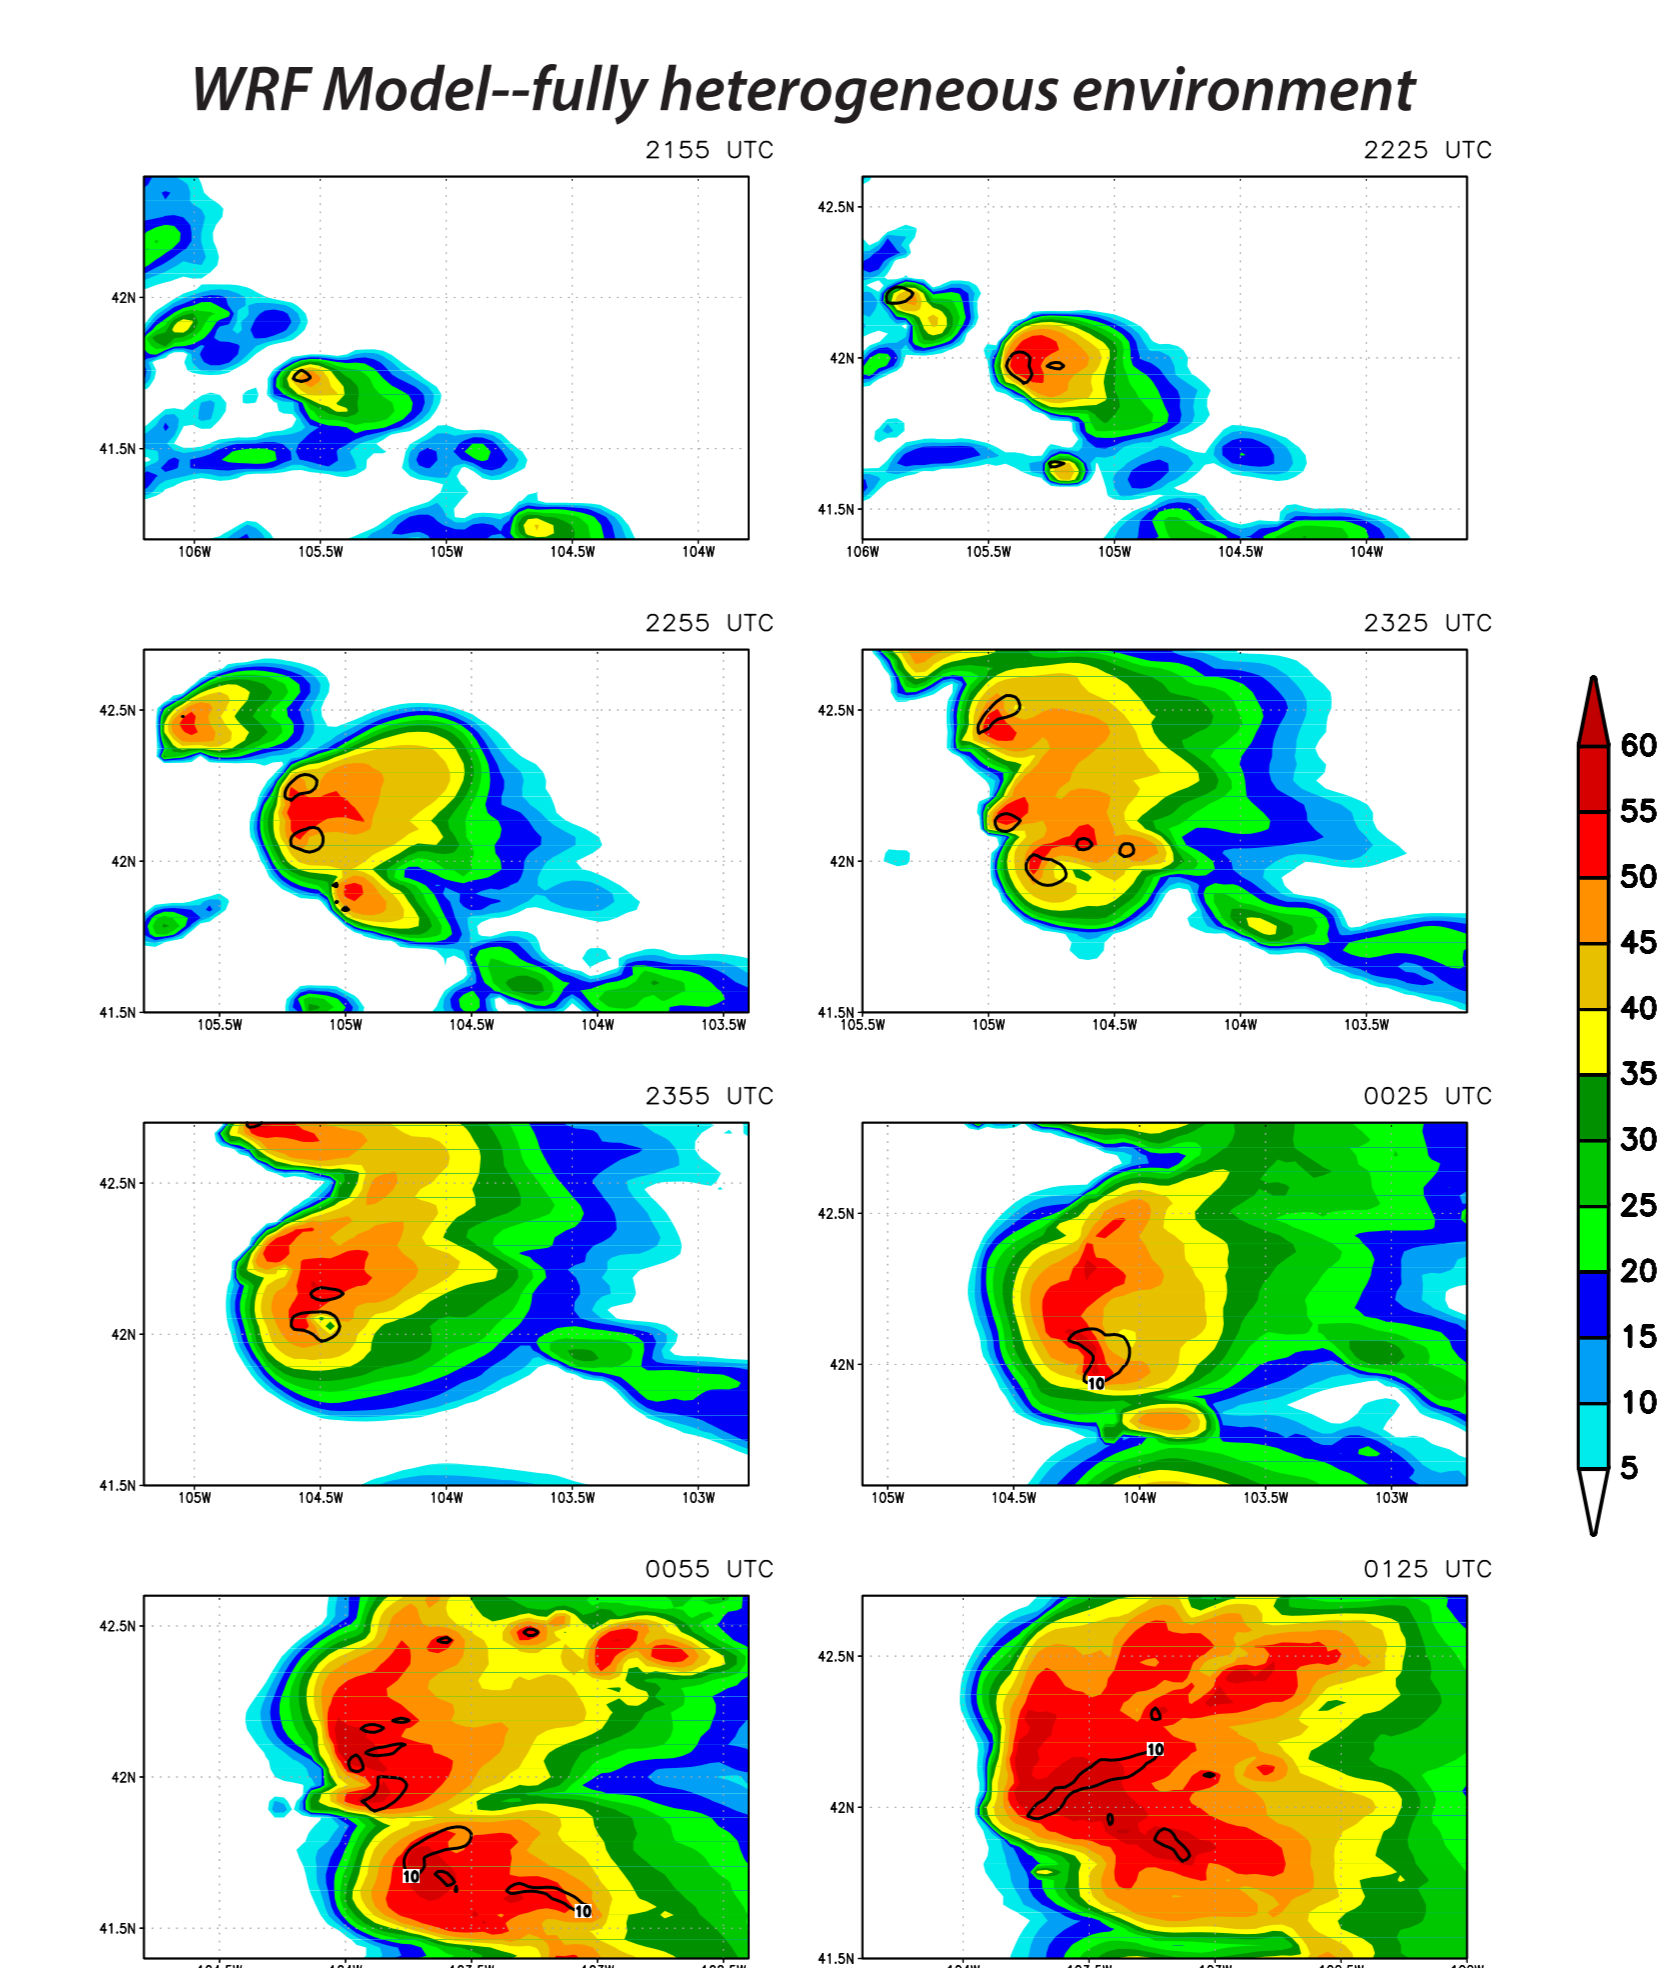 WRF Model--fully heterogeneous environment
2155 UTC
2225 UTC
42N
41.5N
106W 105.5W 105W 104.5W 104W
42.5N
42N
41.5N
106W 105.5W 105W 104.5W 104W
2255 UTC
2325 UTC
42.5N
42N
41.5N
105.5W 105W 104.5W 104W 103.5W
42.5N
42N
41.5N
105.5W 105W 104.5W 104W 103.5W
60
55
50
45
40
35
30
25
20
15
10
5
2355 UTC
0025 UTC
42.5N
42N
41.5N
105W 104.5W 104W 103.5W 103W
42.5N
42N
10
105W 104.5W 104W 103.5W 103W
0055 UTC
0125 UTC
42.5N
42N
10
10
41.5N
42.5N
10
42N
41.5N